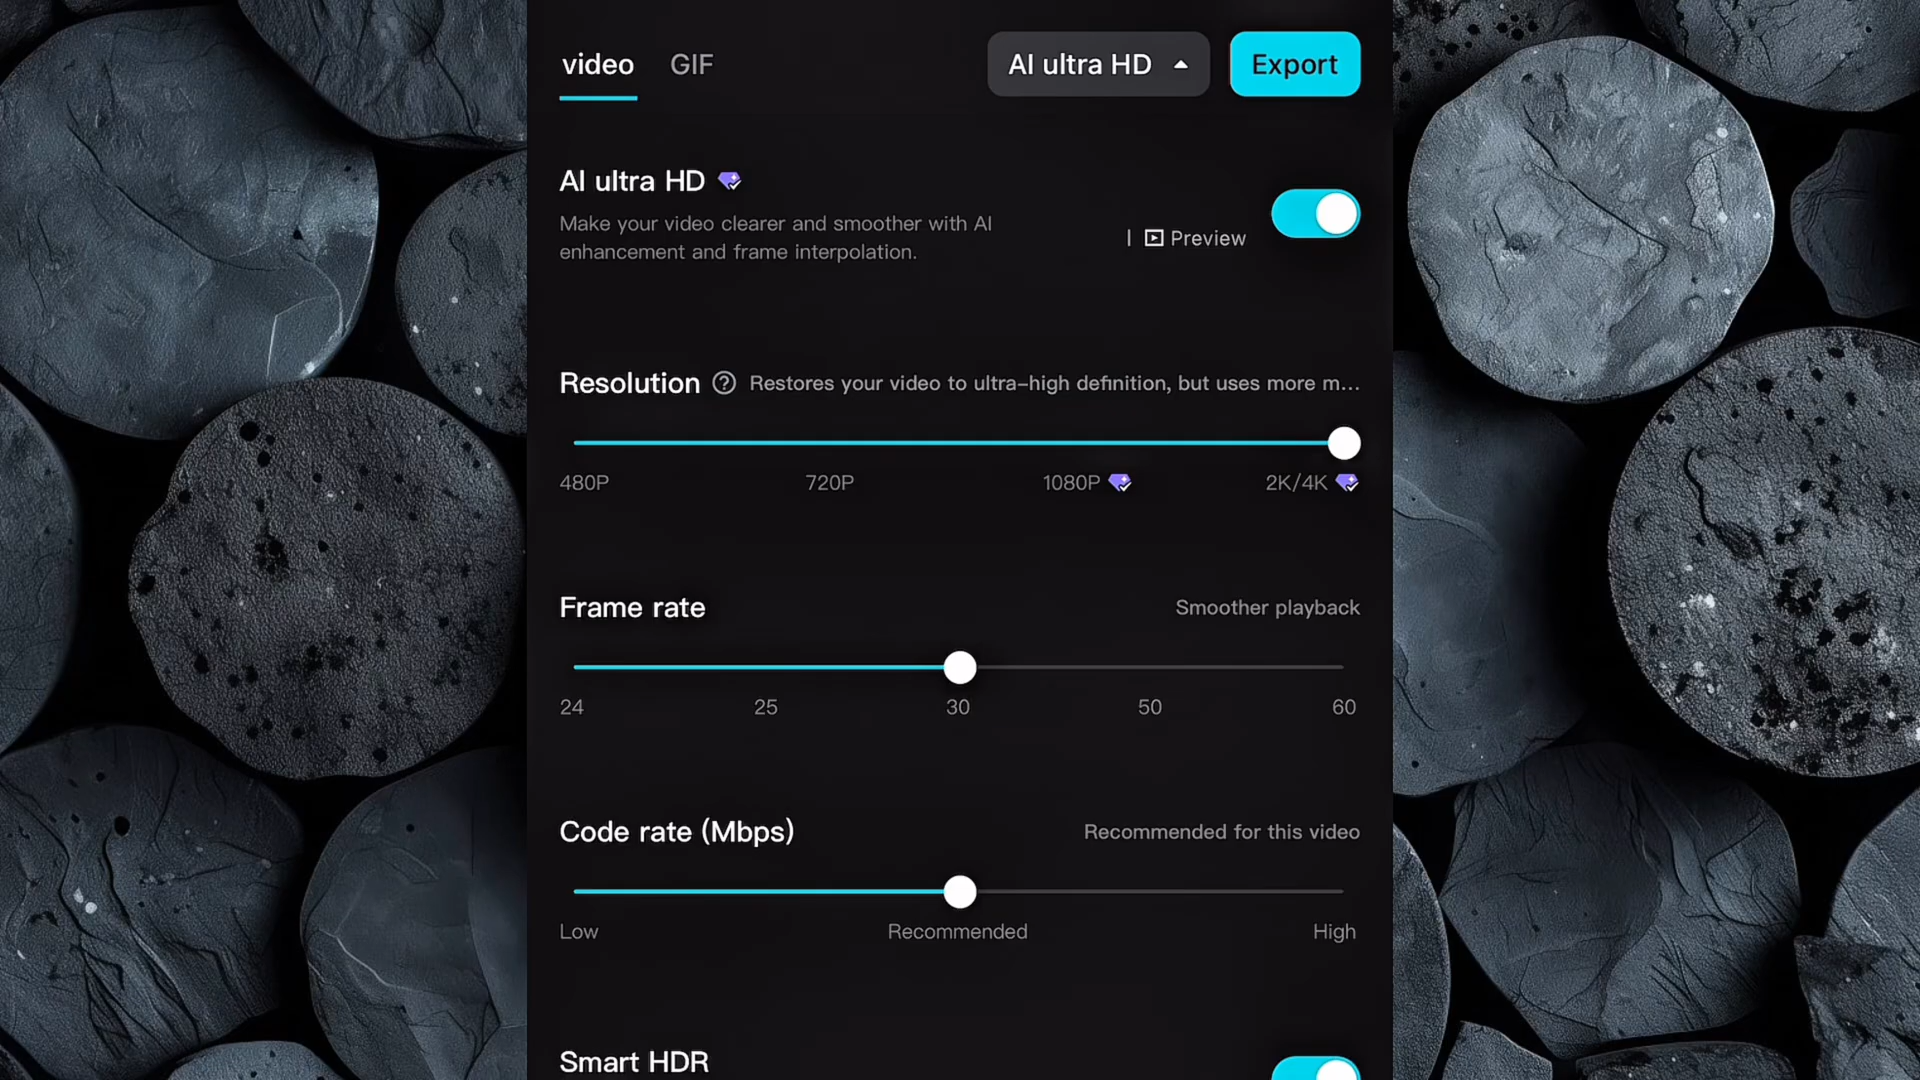 video GIF AI ultra HD Export
AI ultra HD
Make your video clearer and smoother with AI
enhancement and frame interpolation.
Preview
Resolution Restores your video to ultra-high definition, but uses more m...
480P 720P 1080P 2K/4K
Frame rate Smoother playback
24 25 30 50 60
Code rate (Mbps) Recommended for this video
Low Recommended High
Smart HDR